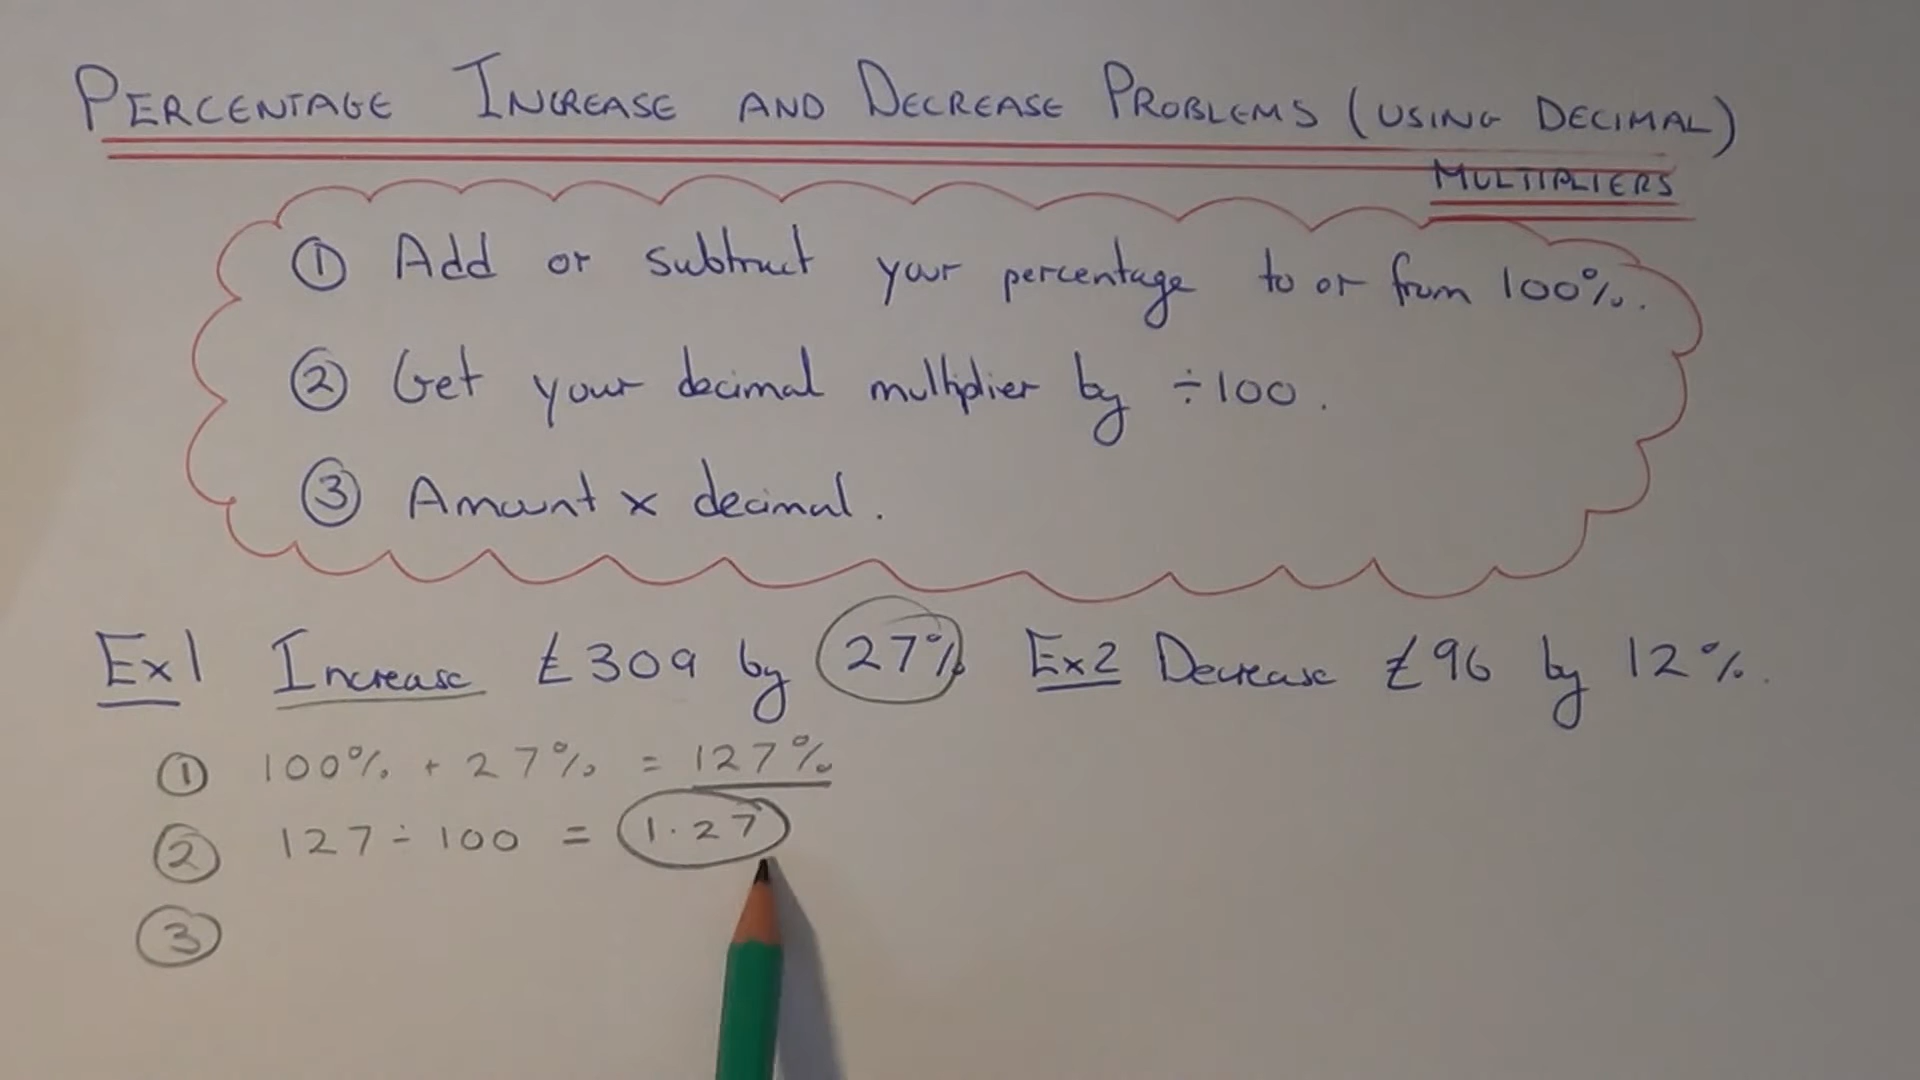 PERCENTAGE INCREASE AND DECREASE PROBLEMS (USING DECIMAL)
MULTIPLIERS
① Add or subtract your percentage to or from 100%.
② Get your decimal multiplier by ÷100.
③ Amount x decimal.
Ex1 Increase £309 by 27% Ex2 Decrease £96 by 12%.
① 100% + 27% = 127%
② 127 ÷ 100 = 1.27
③